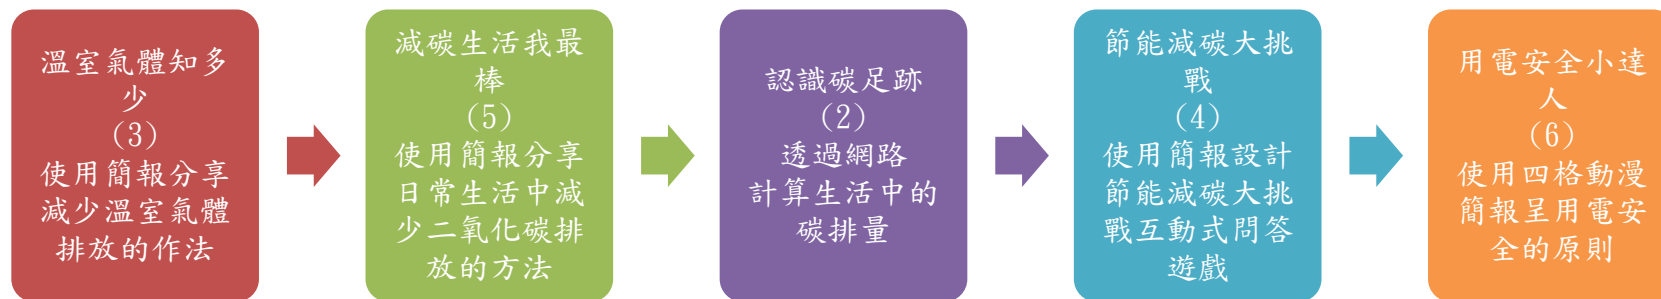 溫室氣體知多
少
(3)
使用簡報分享
減少溫室氣體
排放的作法
減碳生活我最
棒
(5)
使用簡報分享
日常生活中減
少二氧化碳排
放的方法
認識碳足跡
(2)
透過網路
計算生活中的
碳排量
節能減碳大挑
戰
(4)
使用簡報設計
節能減碳大挑
戰互動式問答
遊戲
用電安全小達
人
(6)
使用四格動漫
簡報呈用電安
全的原則